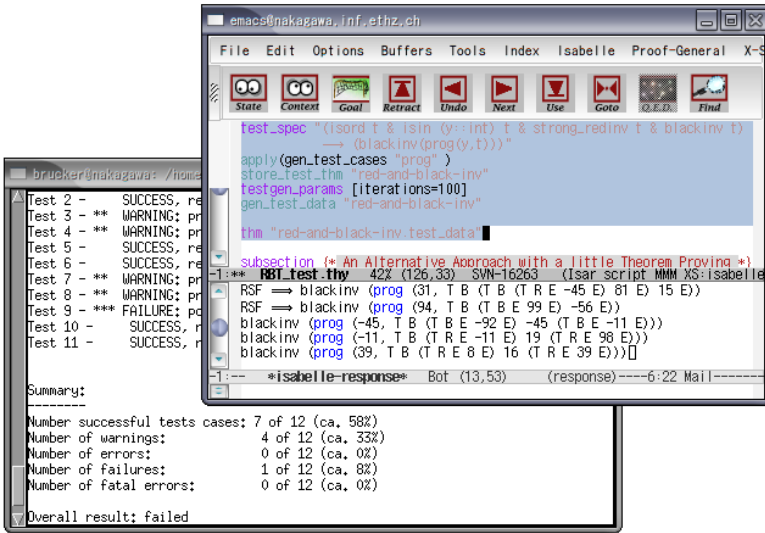 emacs@nakagawa.inf.ethz.ch
File Edit Options Buffers Tools Index Isabelle Proof-General X-S
State Context Goal Retract Undo Next Use Goto Q.E.D. Find
test_spec "(isord t & isin (y::int) t & strong_redinv t & blackinv t)
⟶ (blackinv(prog(y,t)))"
apply(gen_test_cases "prog" )
store_test_thm "red-and-black-inv"
testgen_params [iterations=100]
gen_test_data "red-and-black-inv"
thm "red-and-black-inv.test_data"
subsection {* An Alternative Approach with a little Theorem Proving *}
-1:** RBT_test.thy 42% (126,33) SVN-16263 (Isar script MMM XS:isabelle
RSF ⟹ blackinv (prog (31, T B (T B (T R E -45 E) 81 E) 15 E))
RSF ⟹ blackinv (prog (94, T B (T B E 99 E) -56 E))
blackinv (prog (-45, T B (T B E -92 E) -45 (T B E -11 E)))
blackinv (prog (-11, T B (T R E -11 E) 19 (T R E 98 E)))
blackinv (prog (39, T B (T R E 8 E) 16 (T R E 39 E)))
-1:-- *isabelle-response* Bot (13,53) (response)----6:22 Mail-------
brucker@nakagawa: /home
Test 2 - SUCCESS, re
Test 3 - ** WARNING: pr
Test 4 - ** WARNING: pr
Test 5 - SUCCESS, re
Test 6 - SUCCESS, re
Test 7 - ** WARNING: pr
Test 8 - ** WARNING: pr
Test 9 - *** FAILURE: po
Test 10 - SUCCESS, r
Test 11 - SUCCESS, r
Summary:
--------
Number successful tests cases: 7 of 12 (ca. 58%)
Number of warnings: 4 of 12 (ca. 33%)
Number of errors: 0 of 12 (ca. 0%)
Number of failures: 1 of 12 (ca. 8%)
Number of fatal errors: 0 of 12 (ca. 0%)
Overall result: failed